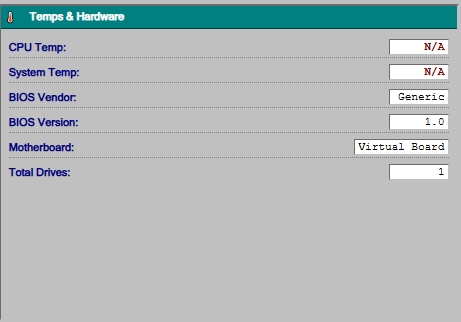 Temps & Hardware
CPU Temp: N/A
System Temp: N/A
BIOS Vendor: Generic
BIOS Version: 1.0
Motherboard: Virtual Board
Total Drives: 1